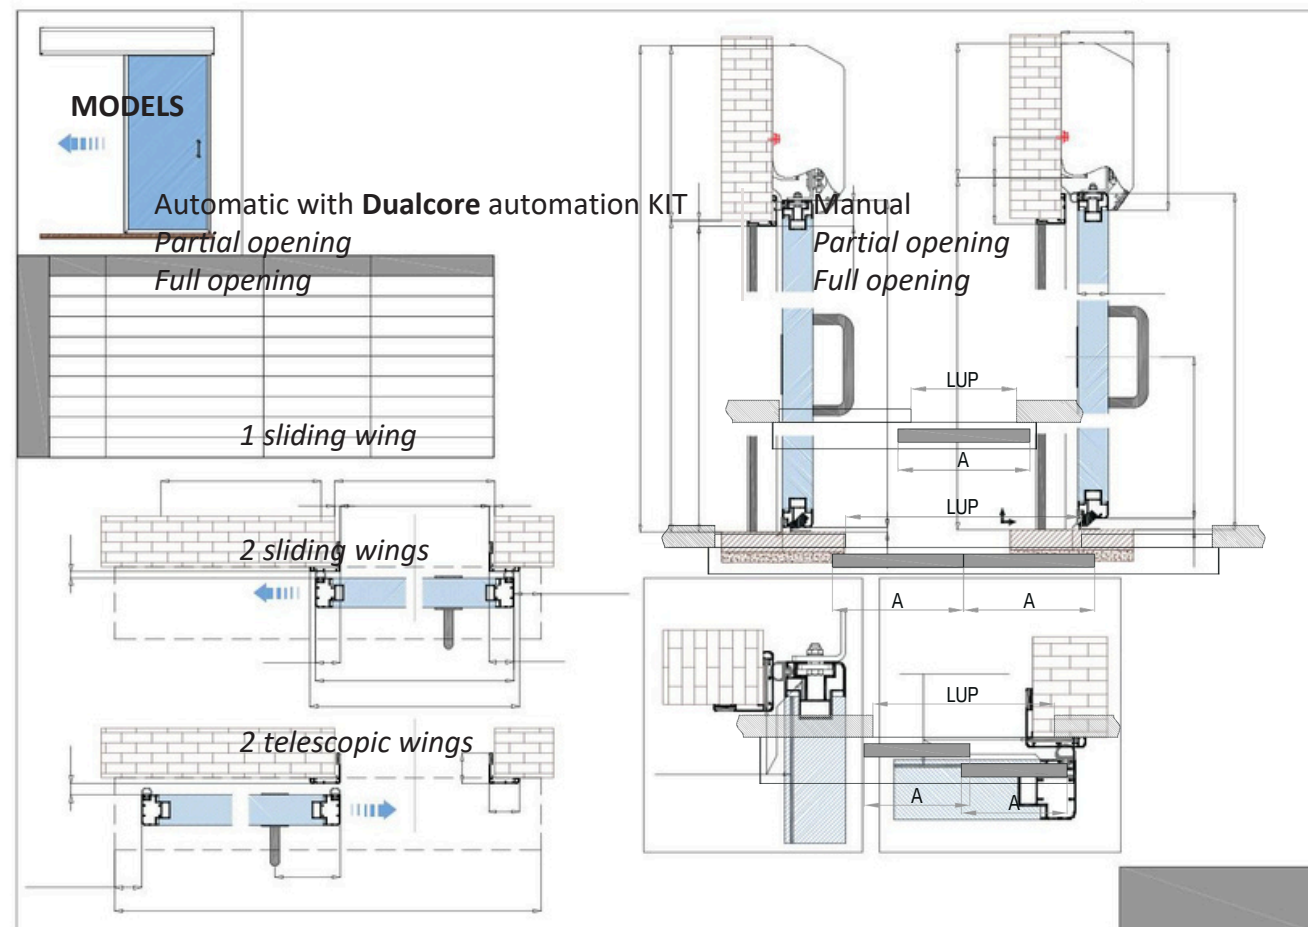 MODELS
Automatic with Dualcore automation KIT
Partial opening
Full opening
Manual
Partial opening
Full opening
LUP
1 sliding wing
A
LUP
2 sliding wings
A A
LUP
2 telescopic wings
A A